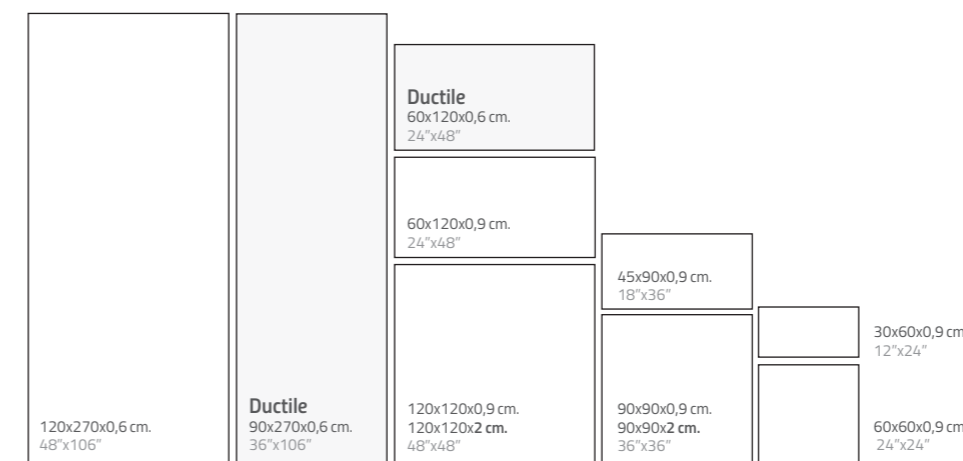 120x270x0,6 cm.
48”x106”
Ductile
90x270x0,6 cm.
36”x106”
Ductile
60x120x0,6 cm.
24”x48”
60x120x0,9 cm.
24”x48”
120x120x0,9 cm.
120x120x2 cm.
48”x48”
45x90x0,9 cm.
18”x36”
90x90x0,9 cm.
90x90x2 cm.
36”x36”
30x60x0,9 cm
12”x24”
60x60x0,9 cm
24”x24”